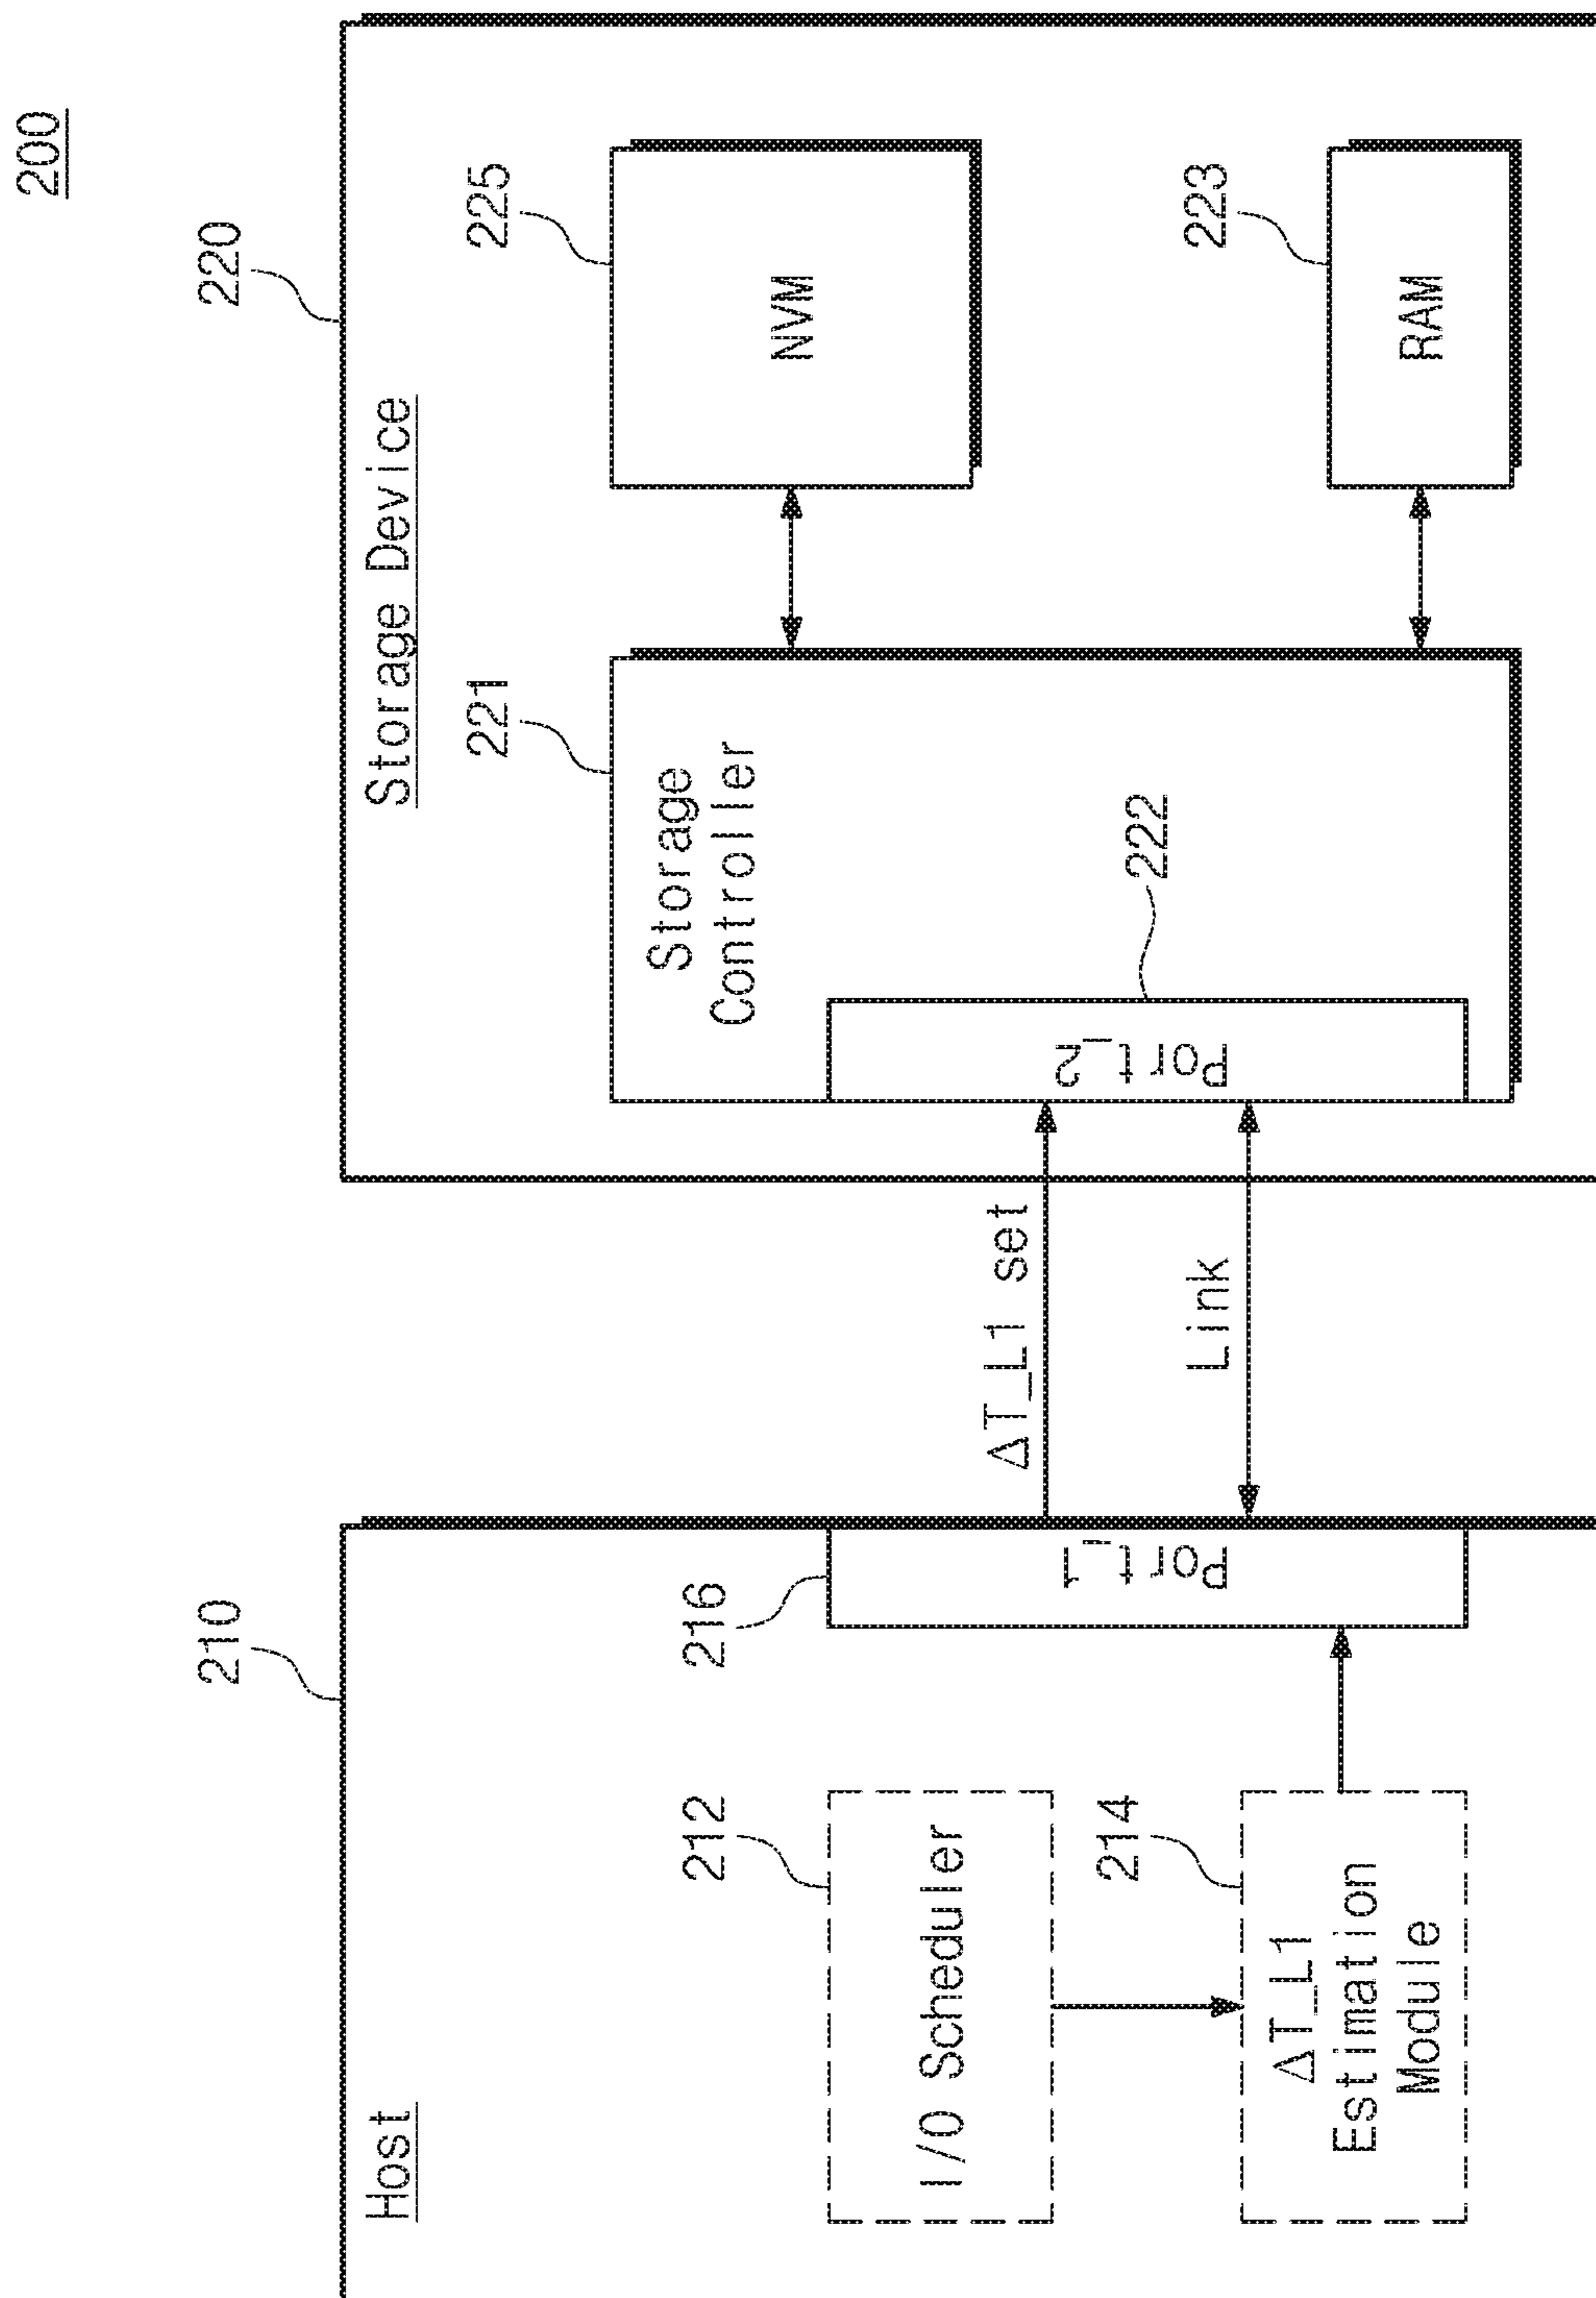 200
210
Host
212
I/O Scheduler
214
ΔT_L1
Estimation
Module
216
Port_1
ΔT_L1 set
Link
220
Storage Device
221
Storage
Controller
222
Port_2
225
NVM
223
RAM